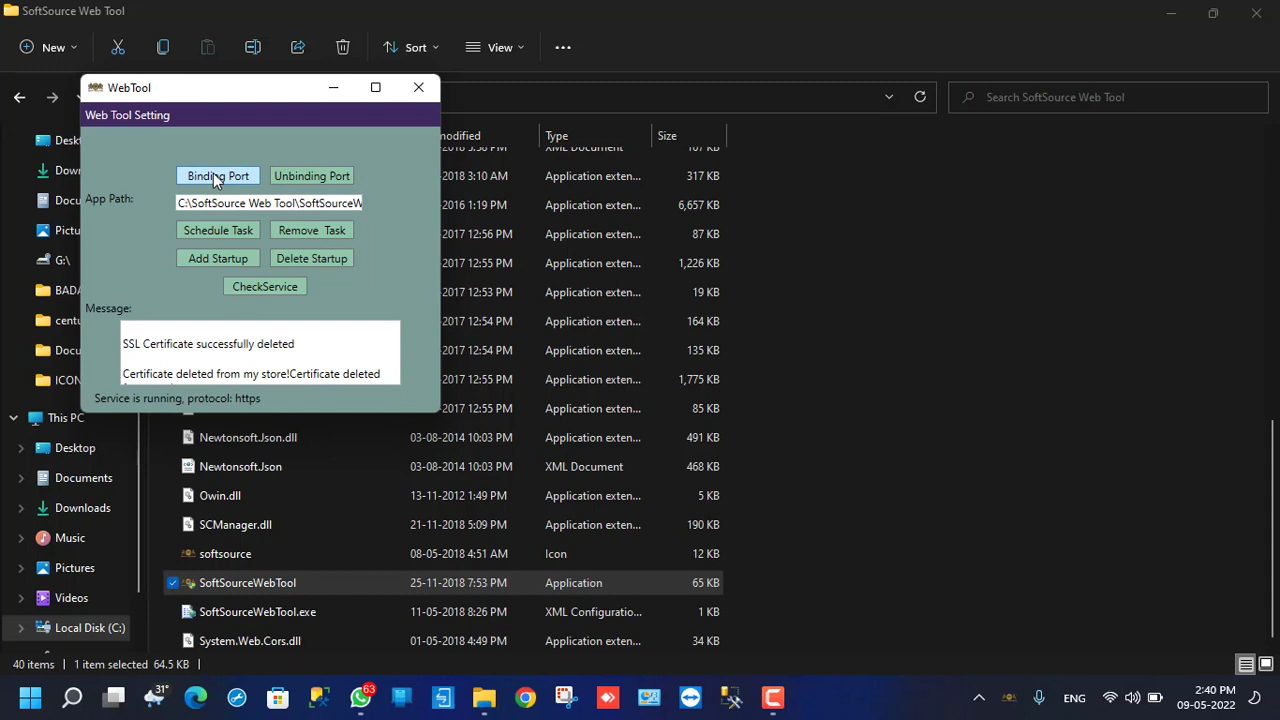 SoftSource Web Tool
New
Sort
View
Search SoftSource Web Tool
WebTool
Web Tool Setting
Binding Port
Unbinding Port
App Path:
C:\SoftSource Web Tool\SoftSourceW
Schedule Task
Remove Task
Add Startup
Delete Startup
CheckService
Message:
SSL Certificate successfully deleted
Certificate deleted from my store!Certificate deleted
Service is running, protocol: https
Desk
Down
Docu
Pictu
G:\
BADA
centu
Docu
ICON
This PC
Desktop
Documents
Downloads
Music
Pictures
Videos
Local Disk (C:)
odified Type Size
XML Document 107 KB
2018 3:10 AM Application exten... 317 KB
2016 1:19 PM Application exten... 6,657 KB
2017 12:56 PM Application exten... 87 KB
2017 12:55 PM Application exten... 1,226 KB
2017 12:53 PM Application exten... 19 KB
2017 12:54 PM Application exten... 164 KB
2017 12:54 PM Application exten... 135 KB
2017 12:55 PM Application exten... 1,775 KB
2017 12:55 PM Application exten... 85 KB
Newtonsoft.Json.dll 03-08-2014 10:03 PM Application exten... 491 KB
Newtonsoft.Json 03-08-2014 10:03 PM XML Document 468 KB
Owin.dll 13-11-2012 1:49 PM Application exten... 5 KB
SCManager.dll 21-11-2018 5:09 PM Application exten... 190 KB
softsource 08-05-2018 4:51 AM Icon 12 KB
SoftSourceWebTool 25-11-2018 7:53 PM Application 65 KB
SoftSourceWebTool.exe 11-05-2018 8:26 PM XML Configuratio... 1 KB
System.Web.Cors.dll 01-05-2018 4:49 PM Application exten... 34 KB
40 items 1 item selected 64.5 KB
31°
63
ENG
2:40 PM
09-05-2022